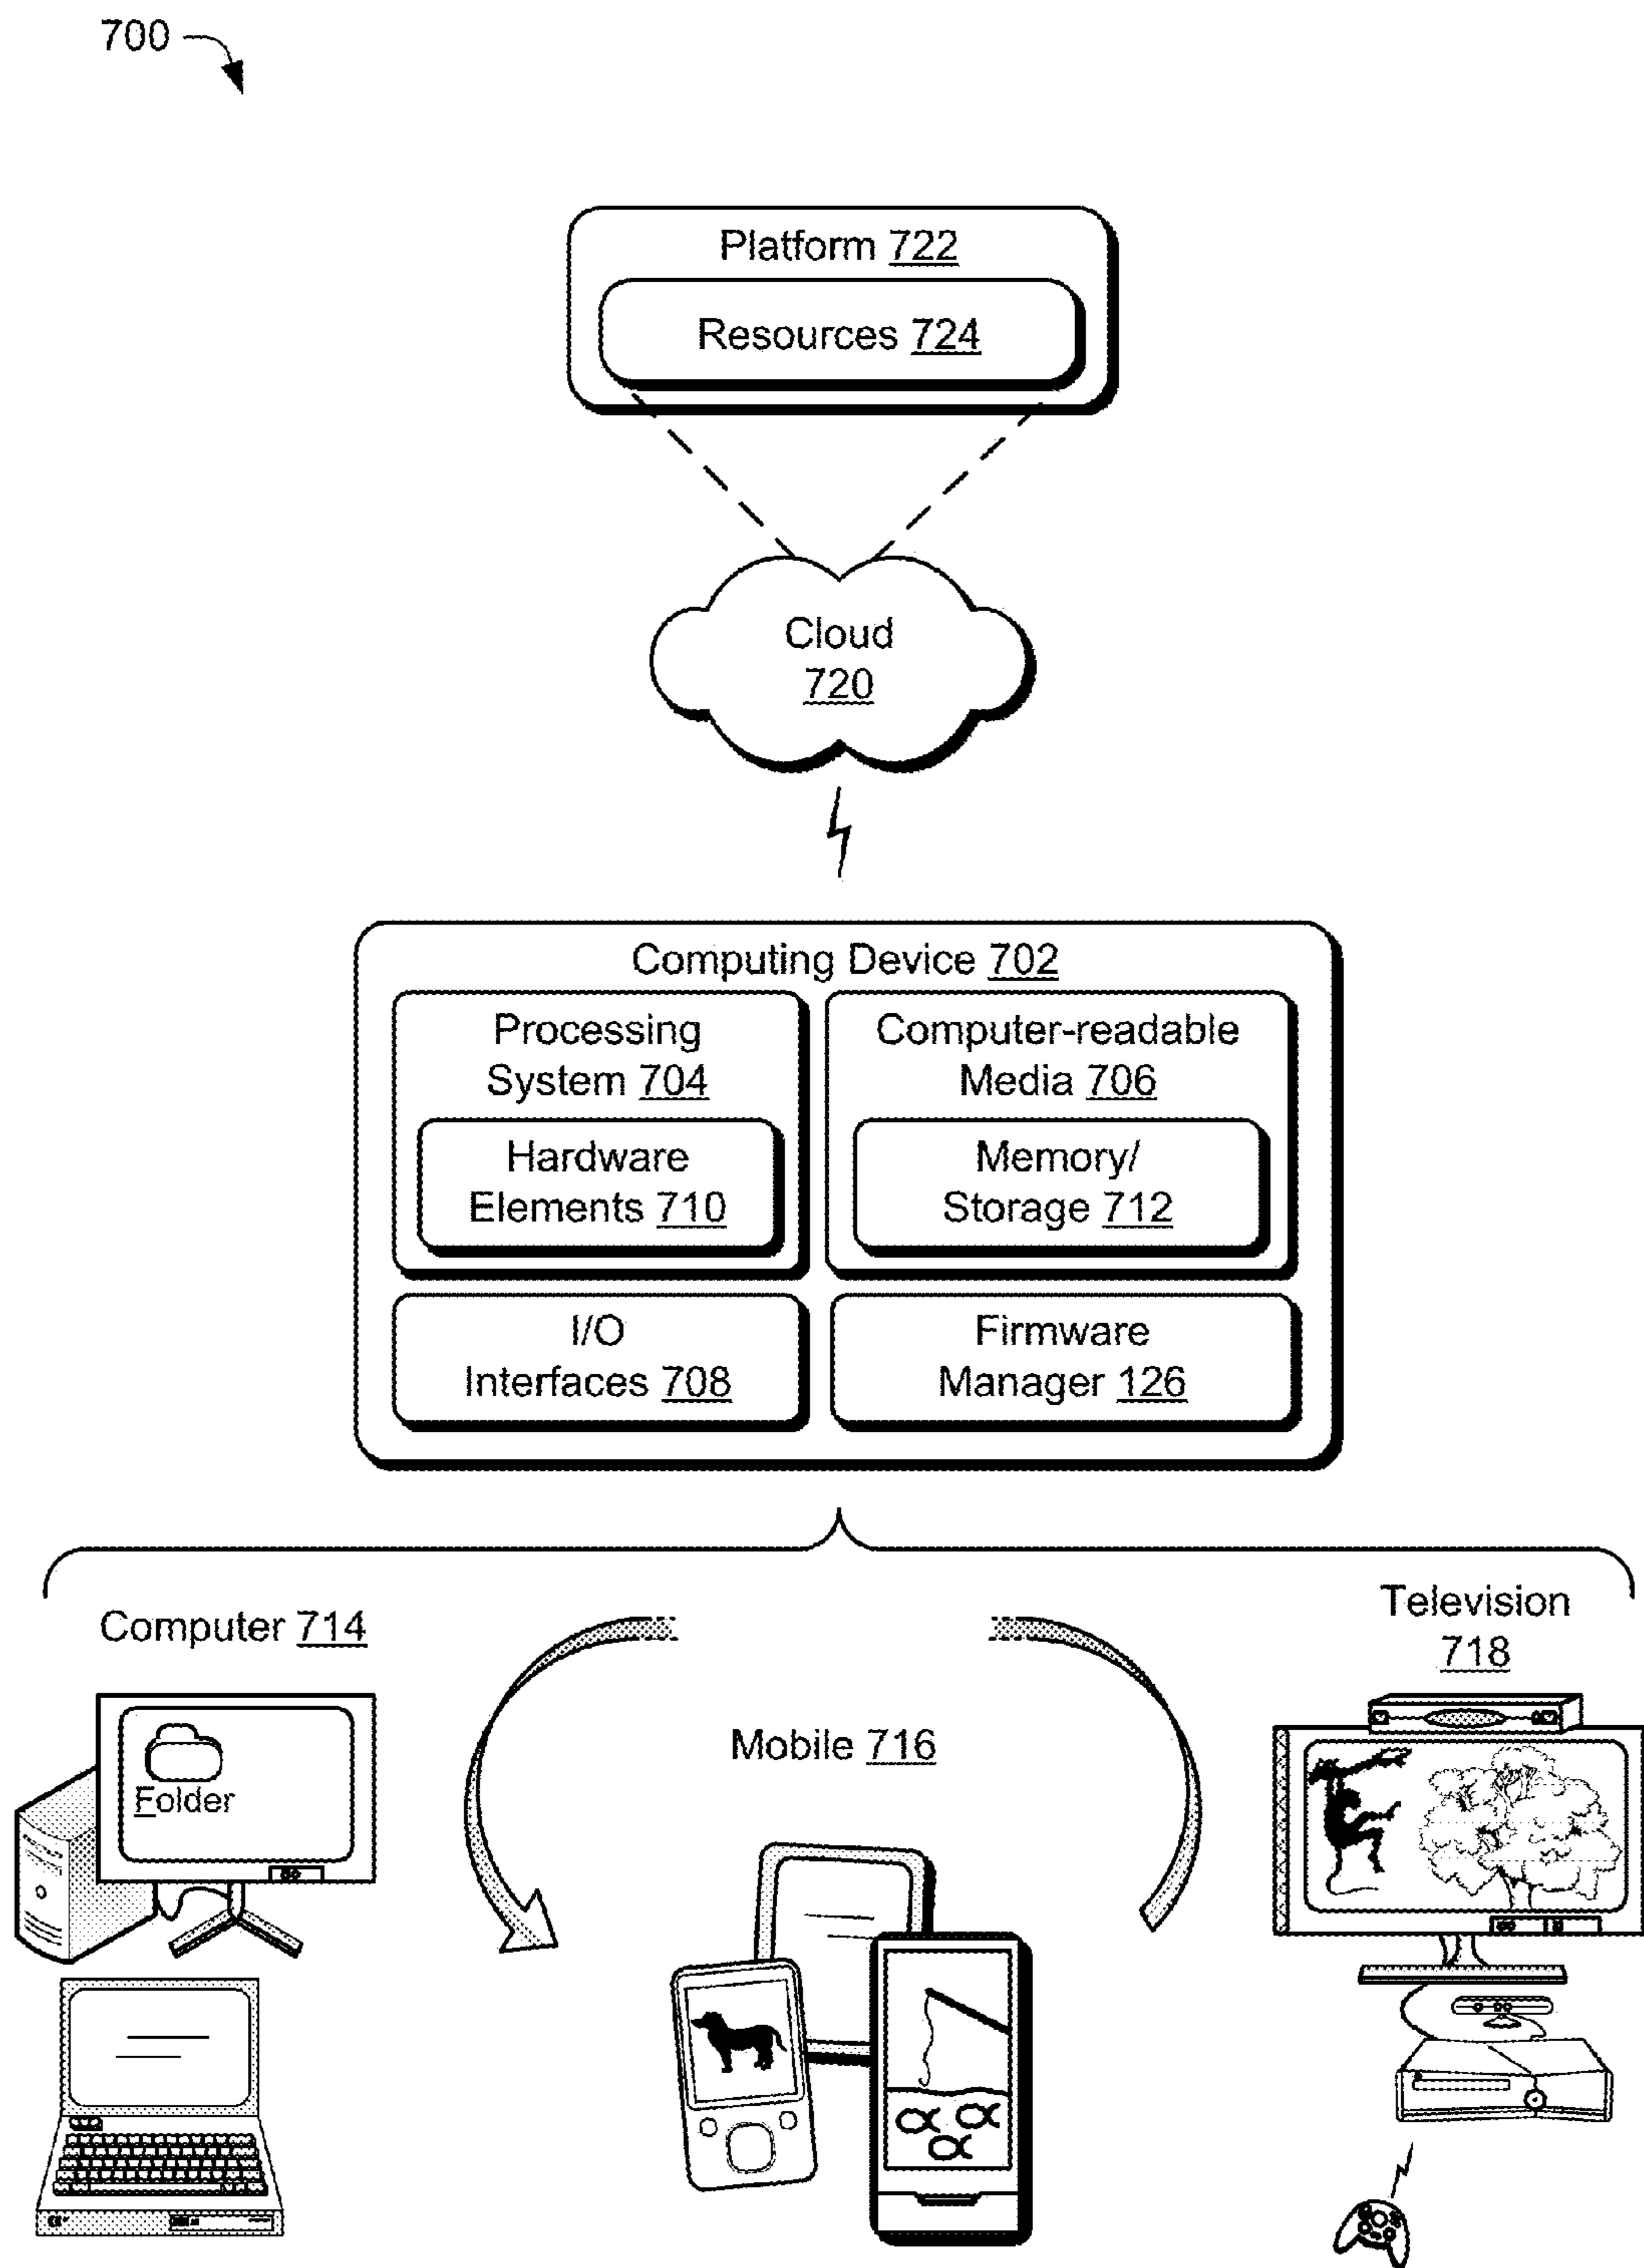 700
Platform 722
Resources 724
Cloud
720
Computing Device 702
Processing
System 704
Computer-readable
Media 706
Hardware
Elements 710
Memory/
Storage 712
I/O
Interfaces 708
Firmware
Manager 126
Computer 714
Television
718
Mobile 716
Folder